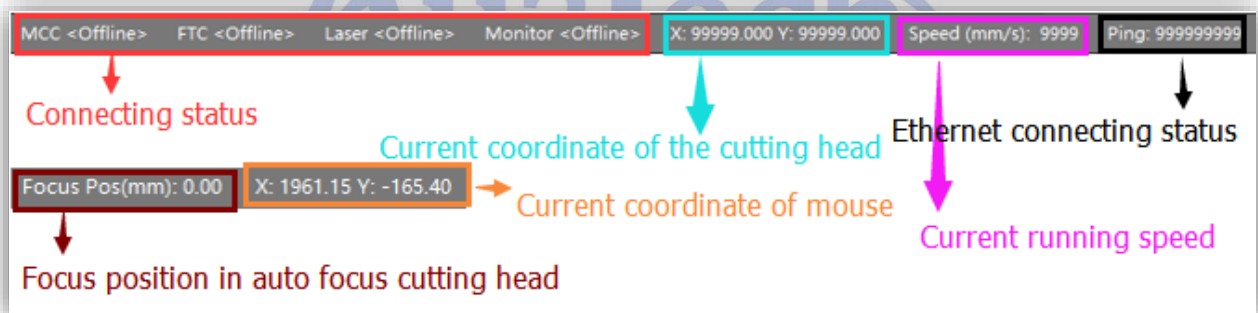 MCC <Offline> FTC <Offline> Laser <Offline> Monitor <Offline> X: 99999.000 Y: 99999.000 Speed (mm/s): 9999 Ping: 999999999
Connecting status
Current coordinate of the cutting head
Ethernet connecting status
Focus Pos(mm): 0.00 X: 1961.15 Y: -165.40
Current coordinate of mouse
Current running speed
Focus position in auto focus cutting head